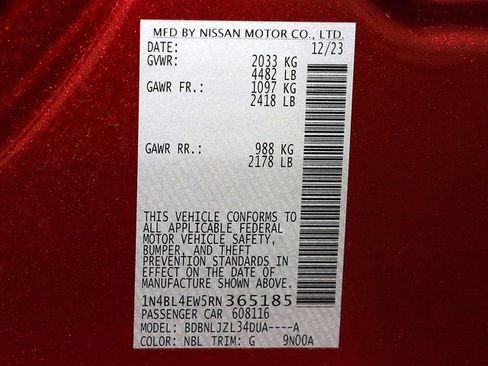 MFD BY NISSAN MOTOR CO., LTD.
DATE: 12/23
GVWR: 2033 KG
4482 LB
GAWR FR.: 1097 KG
2418 LB
GAWR RR.: 988 KG
2178 LB
THIS VEHICLE CONFORMS TO
ALL APPLICABLE FEDERAL
MOTOR VEHICLE SAFETY,
BUMPER, AND THEFT
PREVENTION STANDARDS IN
EFFECT ON THE DATE OF
MANUFACTURE SHOWN ABOVE.
1N4BL4EW5RN365185
PASSENGER CAR 608116
MODEL: BDBNLJZL34DUA----A
COLOR: NBL TRIM: G 9N00A